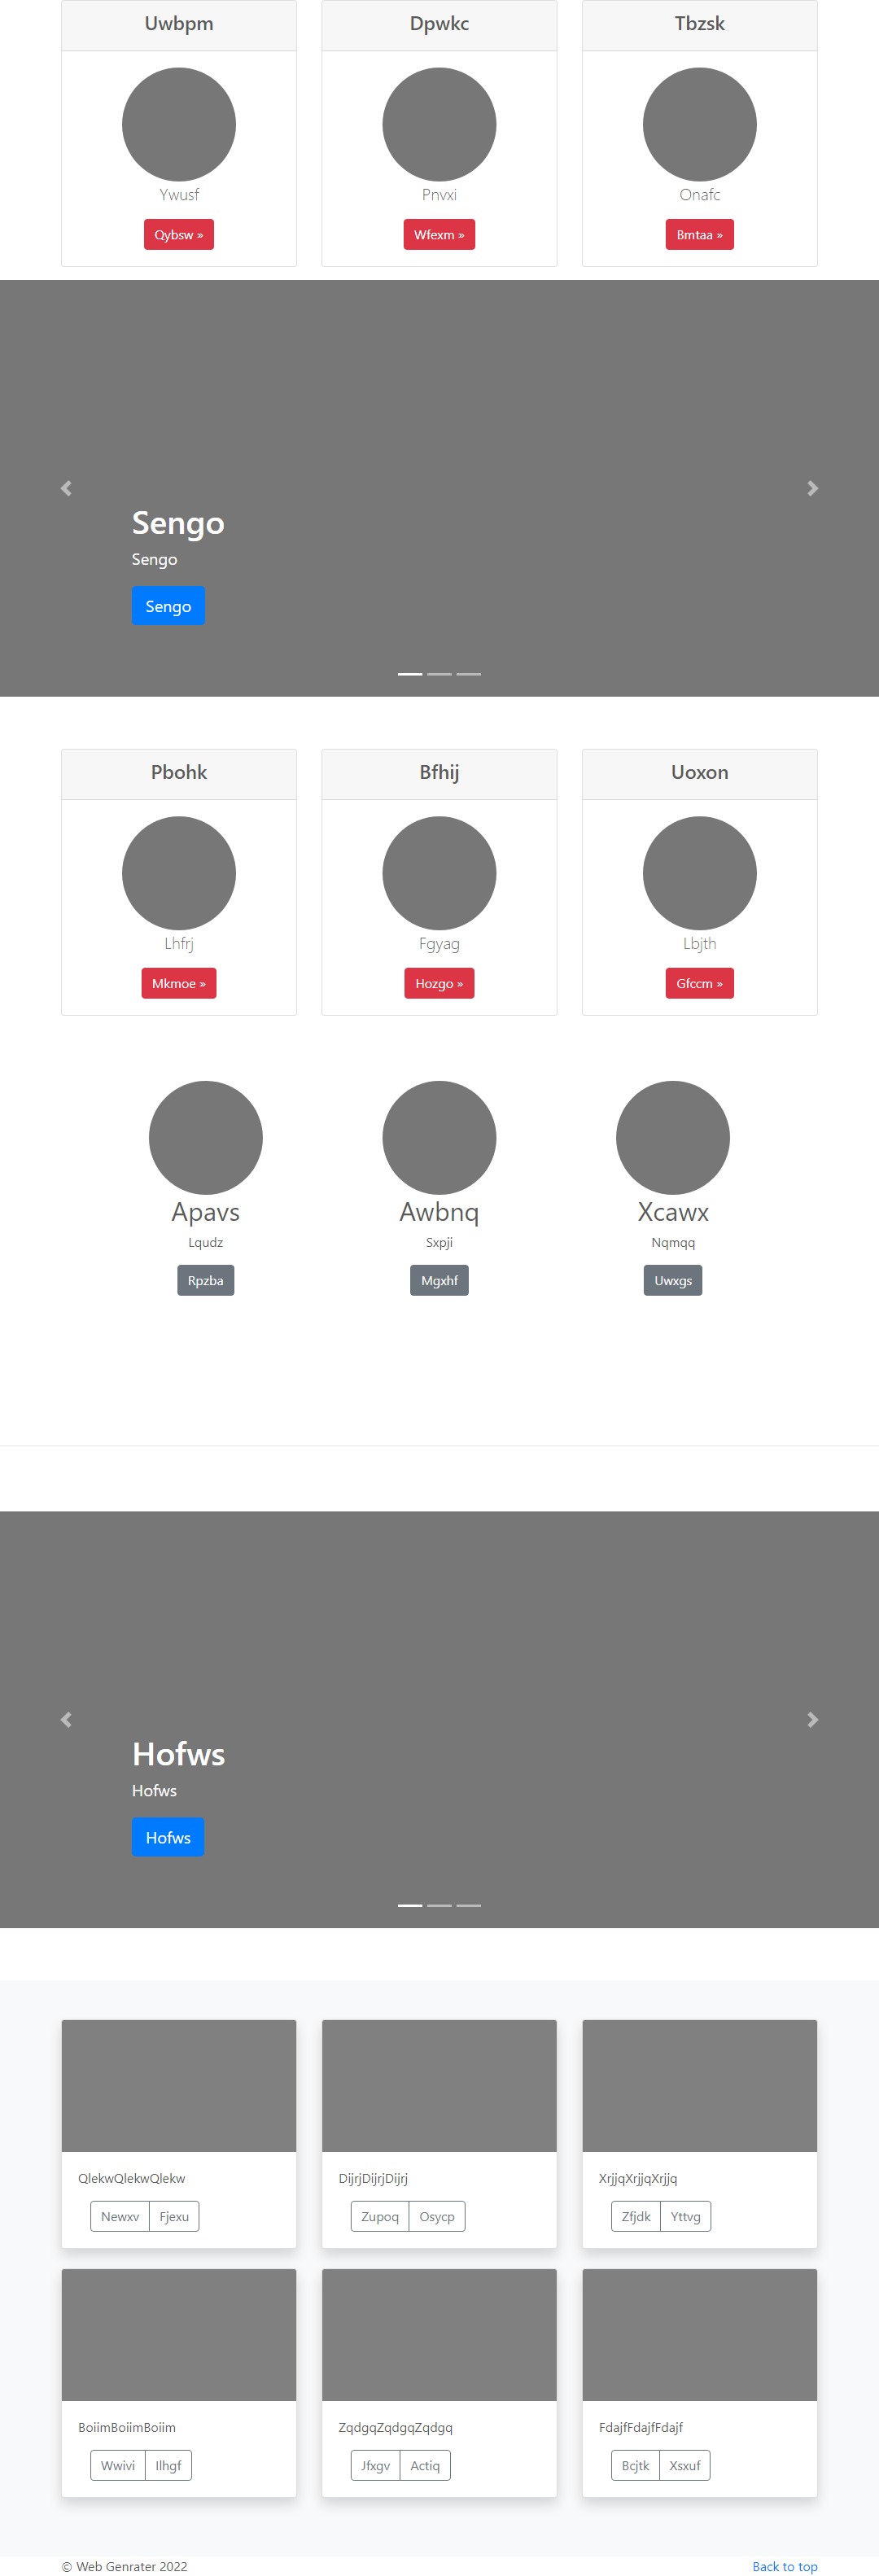 Uwbpm
Dpwkc
Tbzsk
Ywusf
Pnvxi
Onafc
Qybsw »
Wfexm »
Bmtaa »
Sengo
Sengo
Sengo
Pbohk
Bfhij
Uoxon
Lhfrj
Fgyag
Lbjth
Mkmoe »
Hozgo »
Gfccm »
Apavs
Awbnq
Xcawx
Lqudz
Sxpji
Nqmqq
Rpzba
Mgxhf
Uwxgs
Hofws
Hofws
Hofws
QlekwQlekwQlekw
DijrjDijrjDijrj
XrjjqXrjjqXrjjq
Newxv Fjexu
Zupoq Osycp
Zfjdk Yttvg
BoiimBoiimBoiim
ZqdgqZqdgqZqdgq
FdajfFdajfFdajf
Wwivi Ilhgf
Jfxgv Actiq
Bcjtk Xsxuf
© Web Genrater 2022
Back to top